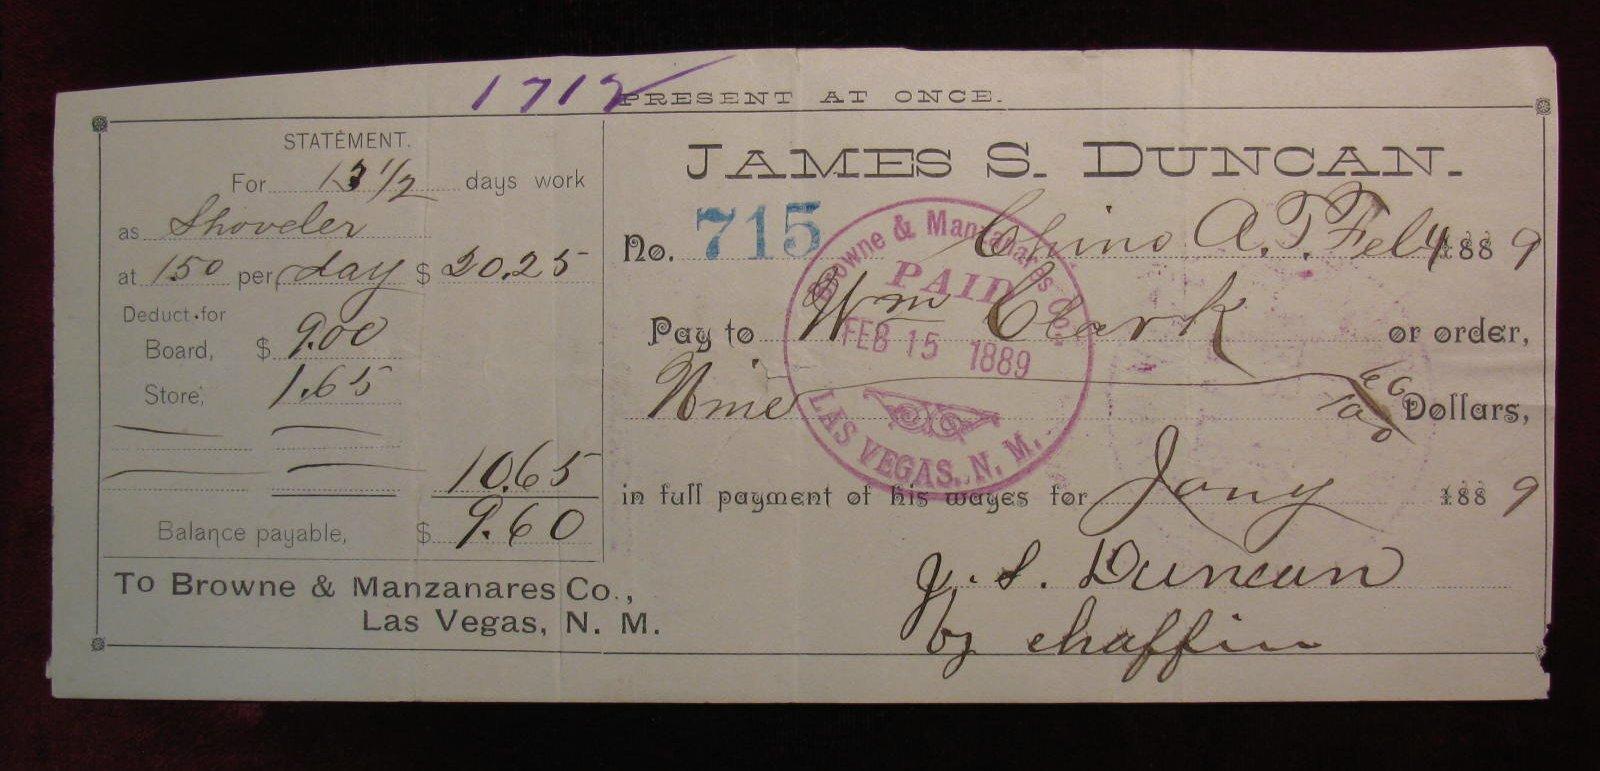 1712
PRESENT AT ONCE.
STATEMENT.
For 13 1/2 days work
as Shoveler
at 1.50 per day $ 20.25
Deduct for
Board, $ 9.00
Store, 1.65
10.65
Balance payable, $ 9.60
To Browne & Manzanares Co.,
Las Vegas, N. M.
JAMES S. DUNCAN.
No. 715 Chino A.T. Feb 4 1889
Pay to Wm Clark or order,
Nine 60/100 Dollars,
in full payment of his wages for Jany 1889
J. S. Duncan
by Chaffin
Browne & Manzanares Co.
PAID
FEB 15 1889
LAS VEGAS, N. M.